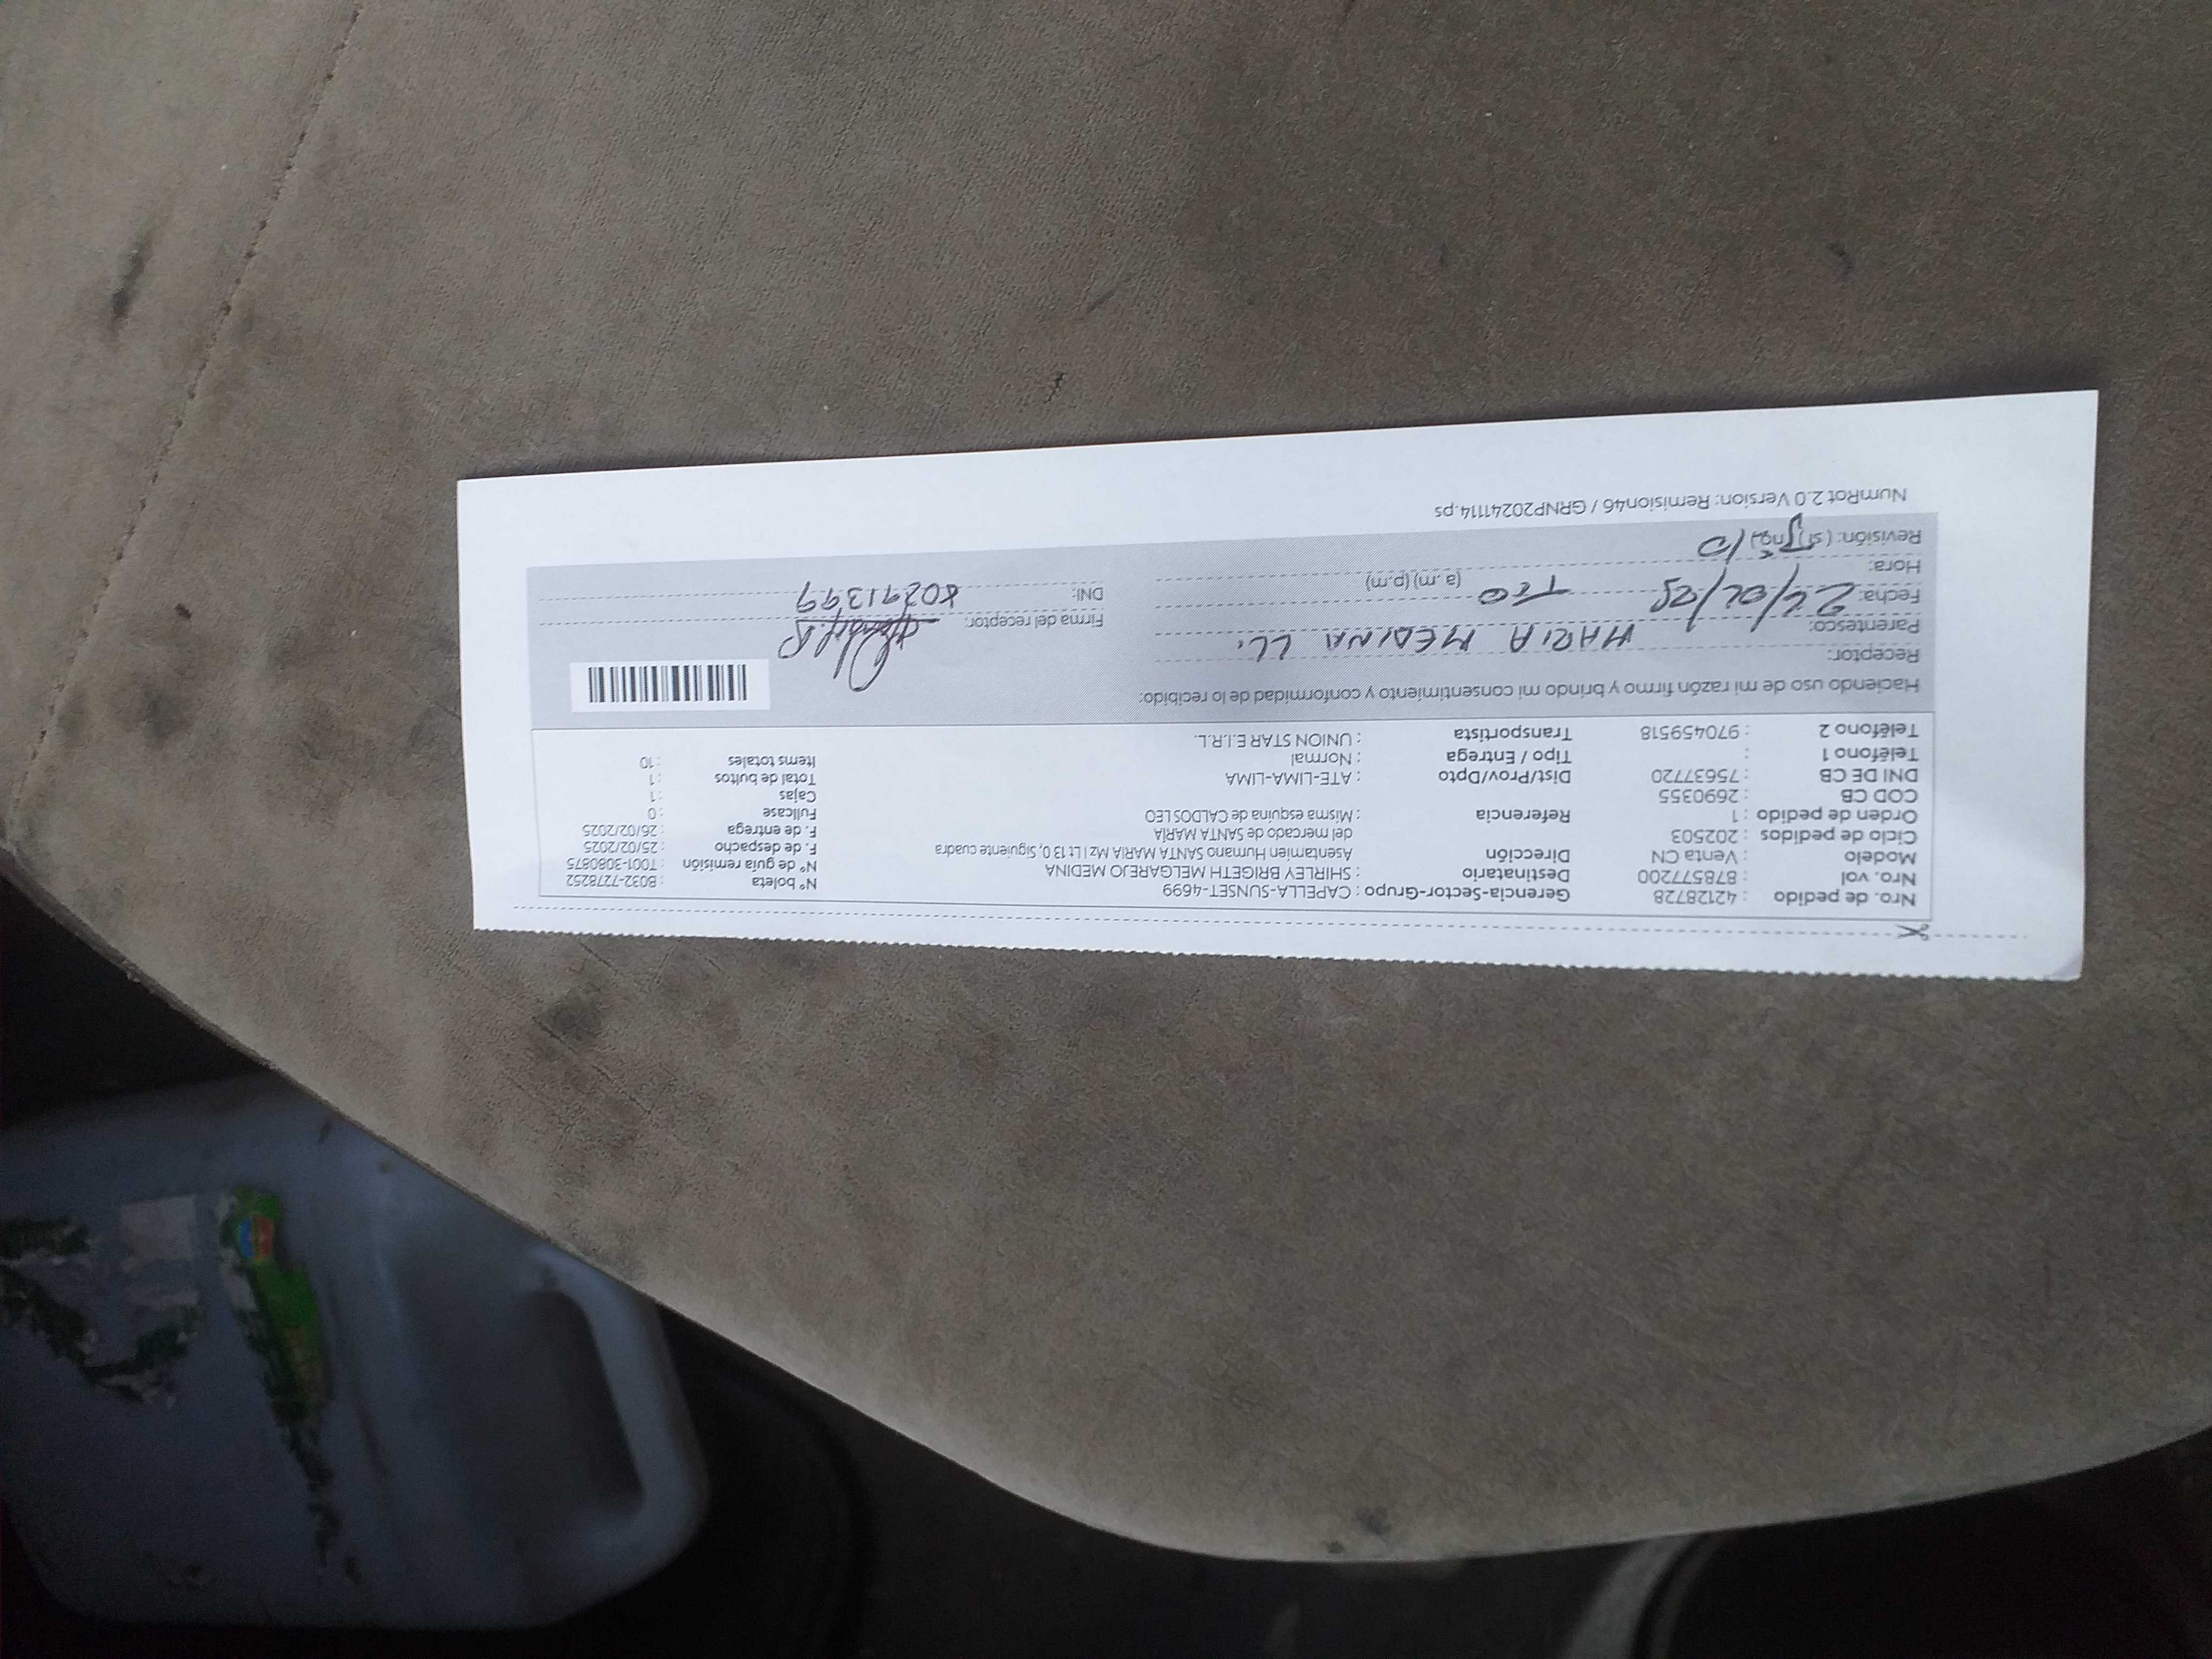 Nro. de pedido : 42128728 Gerencia-Sector-Grupo : CAPELLA-SUNSET-4699 N° boleta : B032-7278252
Nro. vol : 878577200 Destinatario : SHIRLEY BRIGETH MELGAREJO MEDINA N° de guía remisión : T001-3080875
Modelo : Venta CN Dirección Asentamien Humano SANTA MARIA Mz I Lt 13 0, Siguiente cuadra F. de despacho : 25/02/2025
Ciclo de pedidos : 202503 del mercado de SANTA MARIA F. de entrega : 26/02/2025
Orden de pedido : 1 Referencia : Misma esquina de CALDOS LEO Fullcase : 0
COD CB : 2690355 Cajas : 1
DNI DE CB : 75637720 Dist/Prov/Dpto : ATE-LIMA-LIMA Total de bultos : 1
Teléfono 1 : Tipo / Entrega : Normal Items totales : 10
Teléfono 2 : 970459518 Transportista : UNION STAR E.I.R.L.
Haciendo uso de mi razón firmo y brindo mi consentimiento y conformidad de lo recibido:
Receptor: MARIA MEDINA LL.
Parentesco: Firma del receptor:
Fecha: DNI: 80291399
Hora: (a. m) (p.m)
Revisión: (sí) (no)
NumRot 2.0 Version: Remision46 / GRNP20241114.ps